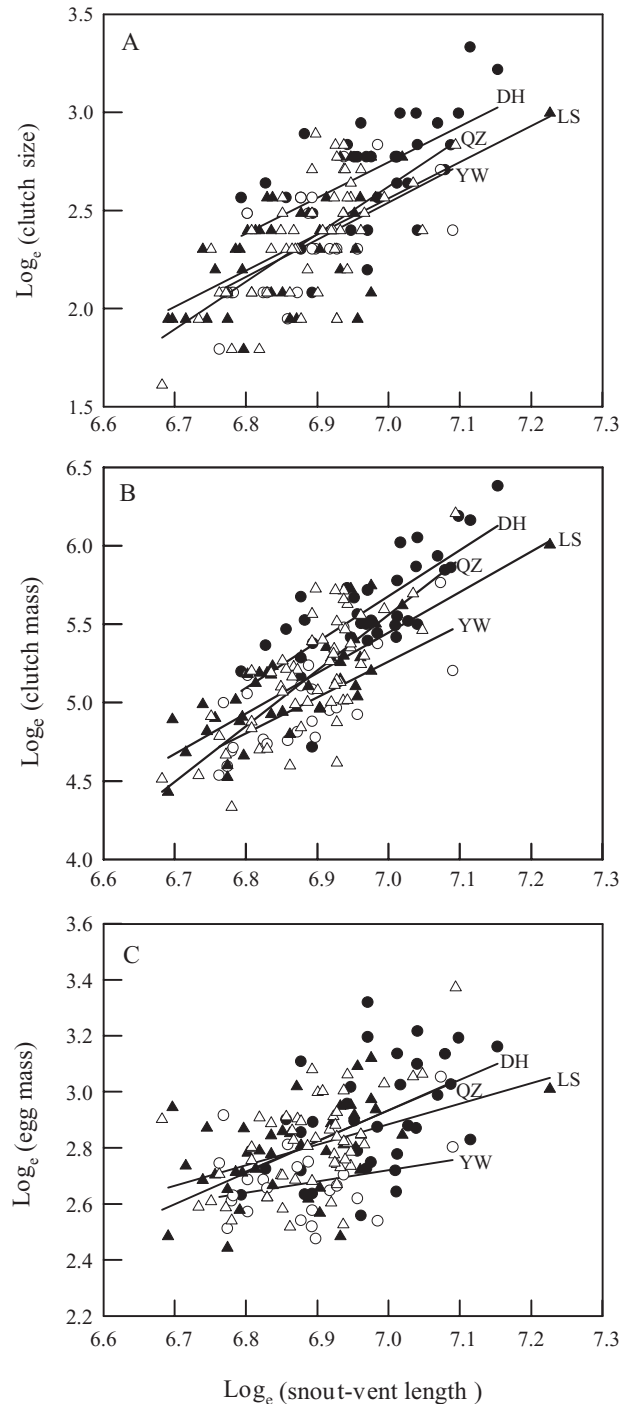 A
3.0
2.5
2.0
1.5
DH
LS
QZ
YW
6.6 6.7 6.8 6.9 7.0 7.1 7.2 7.3
Logₑ (clutch size)
B
6.5
6.0
5.5
5.0
4.5
4.0
DH
LS
QZ
YW
6.6 6.7 6.8 6.9 7.0 7.1 7.2 7.3
Logₑ (clutch mass)
C
3.6
3.4
3.2
3.0
2.8
2.6
2.4
2.2
DH
LS
QZ
YW
6.6 6.7 6.8 6.9 7.0 7.1 7.2 7.3
Logₑ (egg mass)
Logₑ (snout-vent length )